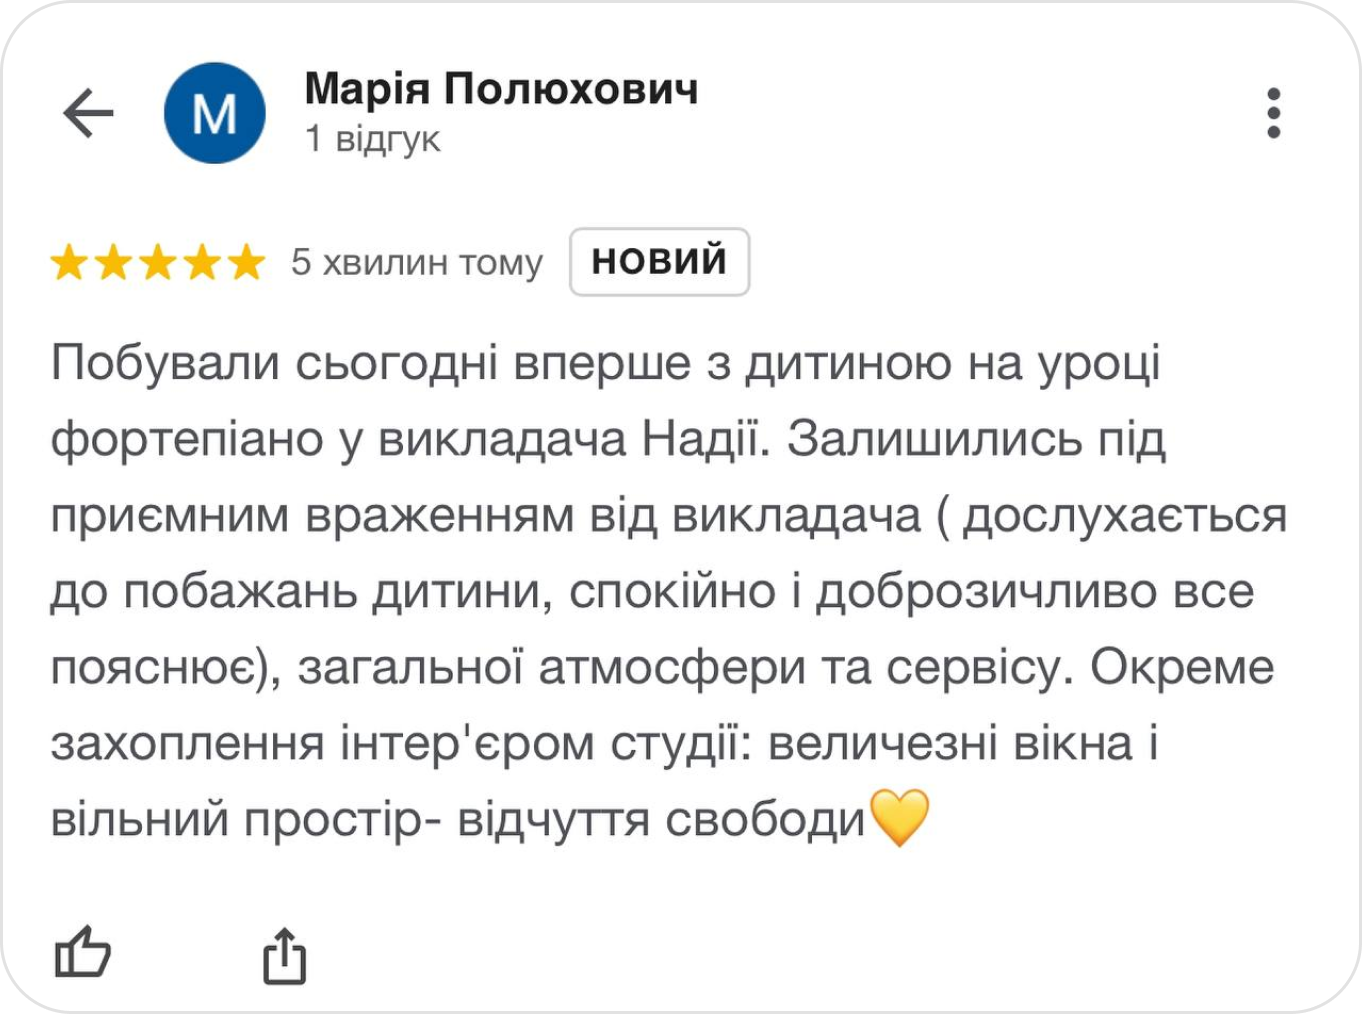 М
Марія Полюхович
1 відгук
5 хвилин тому
НОВИЙ
Побували сьогодні вперше з дитиною на уроці
фортепіано у викладача Надії. Залишились під
приємним враженням від викладача ( дослухається
до побажань дитини, спокійно і доброзичливо все
пояснює), загальної атмосфери та сервісу. Окреме
захоплення інтер'єром студії: величезні вікна і
вільний простір- відчуття свободи💛